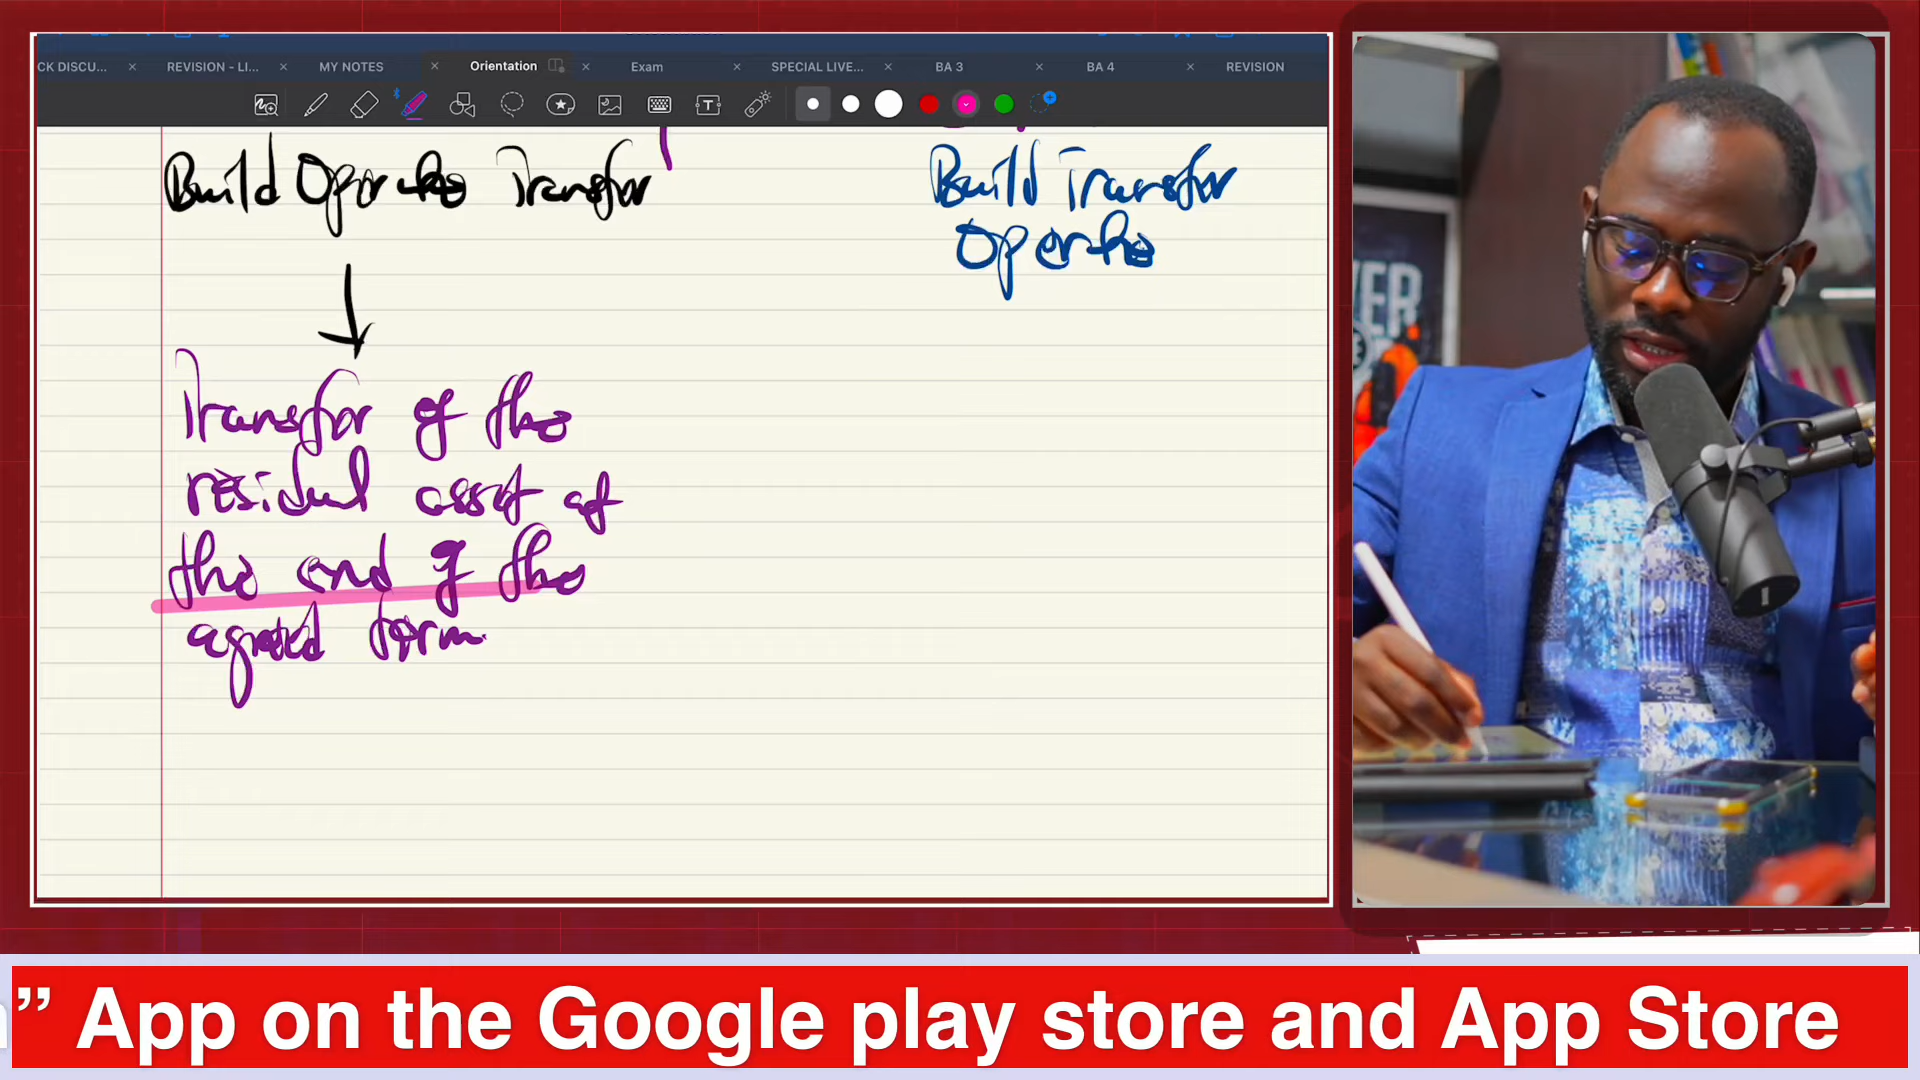 CK DISCU... REVISION - LI... MY NOTES Orientation Exam SPECIAL LIVE... BA 3 BA 4 REVISION
Build Operate Transfer
Build Transfer
Operate
Transfer of the
residual asset at
the end of the
agreed term
” App on the Google play store and App Store